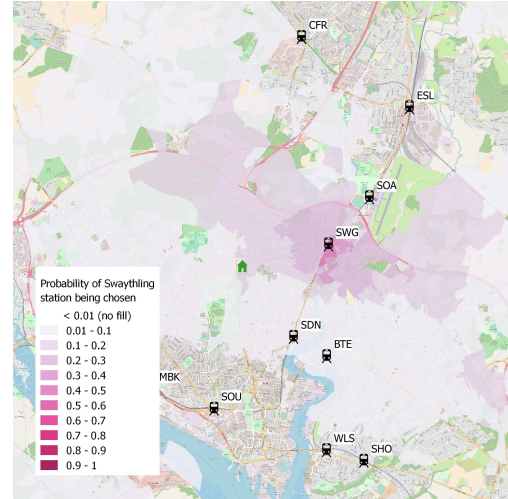 CFR
ESL
SOA
SWG
SDN
BTE
MBK
SOU
WLS
SHO
Probability of Swaythling
station being chosen
< 0.01 (no fill)
0.01 - 0.1
0.1 - 0.2
0.2 - 0.3
0.3 - 0.4
0.4 - 0.5
0.5 - 0.6
0.6 - 0.7
0.7 - 0.8
0.8 - 0.9
0.9 - 1